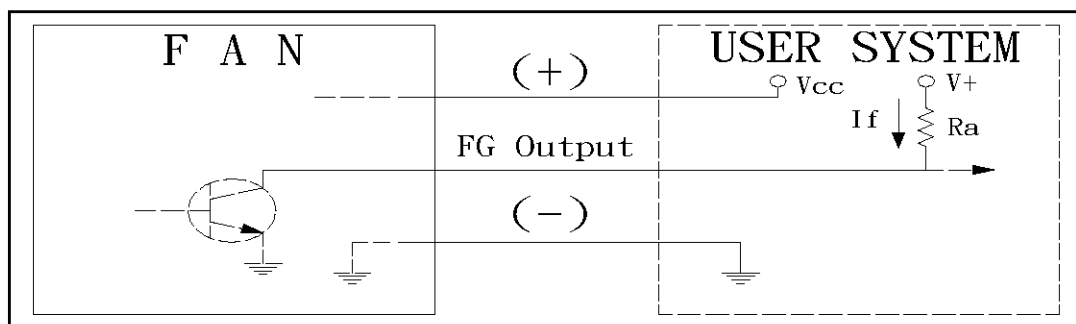 F A N
(+)
USER SYSTEM
Vcc
V+
If
Ra
FG Output
(-)